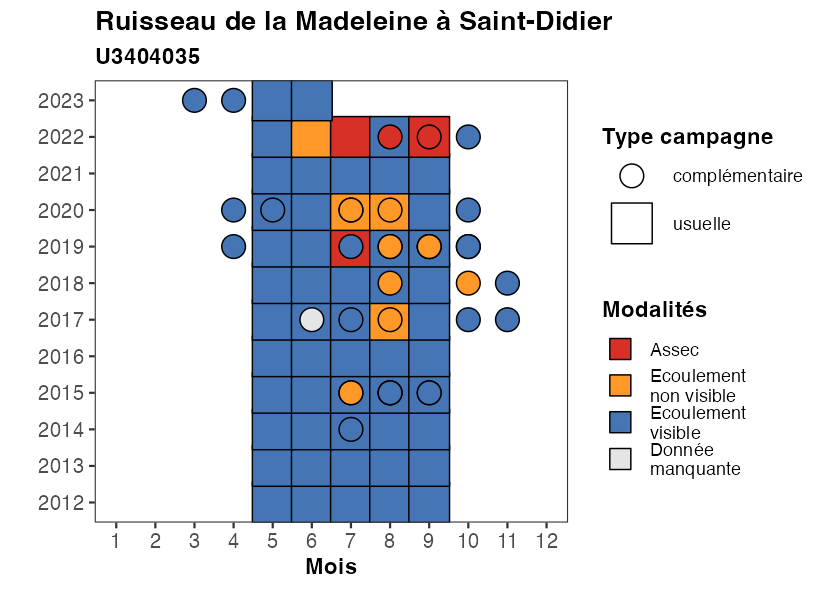 Ruisseau de la Madeleine à Saint-Didier
U3404035
2023
2022
2021
2020
2019
2018
2017
2016
2015
2014
2013
2012
1 2 3 4 5 6 7 8 9 10 11 12
Mois
Type campagne
complémentaire
usuelle
Modalités
Assec
Ecoulement
non visible
Ecoulement
visible
Donnée
manquante